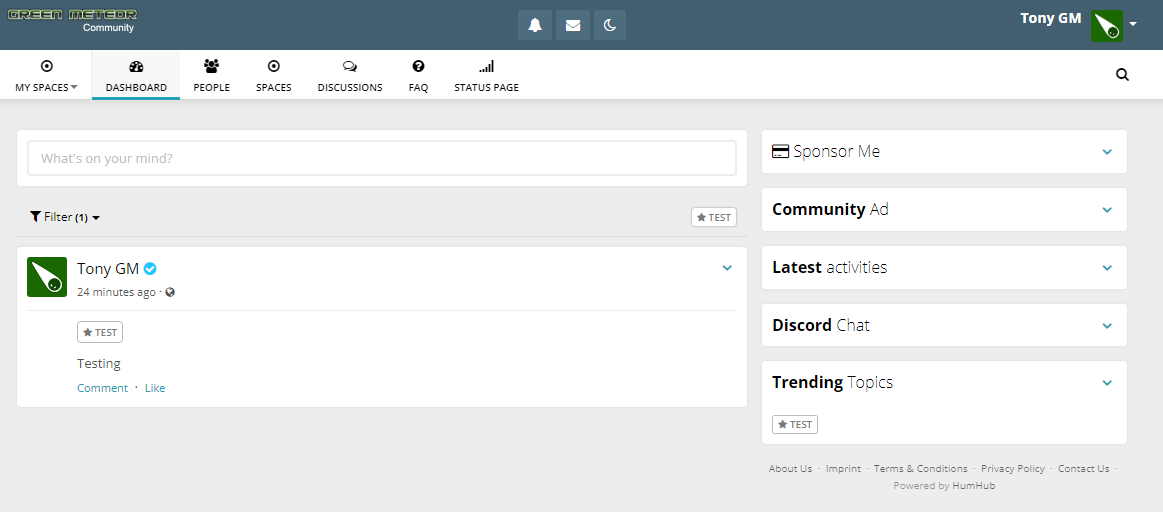 GREEN METEOR
Community
Tony GM
MY SPACES
DASHBOARD
PEOPLE
SPACES
DISCUSSIONS
FAQ
STATUS PAGE
What's on your mind?
Filter (1)
TEST
Tony GM
24 minutes ago ·
TEST
Testing
Comment · Like
Sponsor Me
Community Ad
Latest activities
Discord Chat
Trending Topics
TEST
About Us · Imprint · Terms & Conditions · Privacy Policy · Contact Us ·
Powered by HumHub